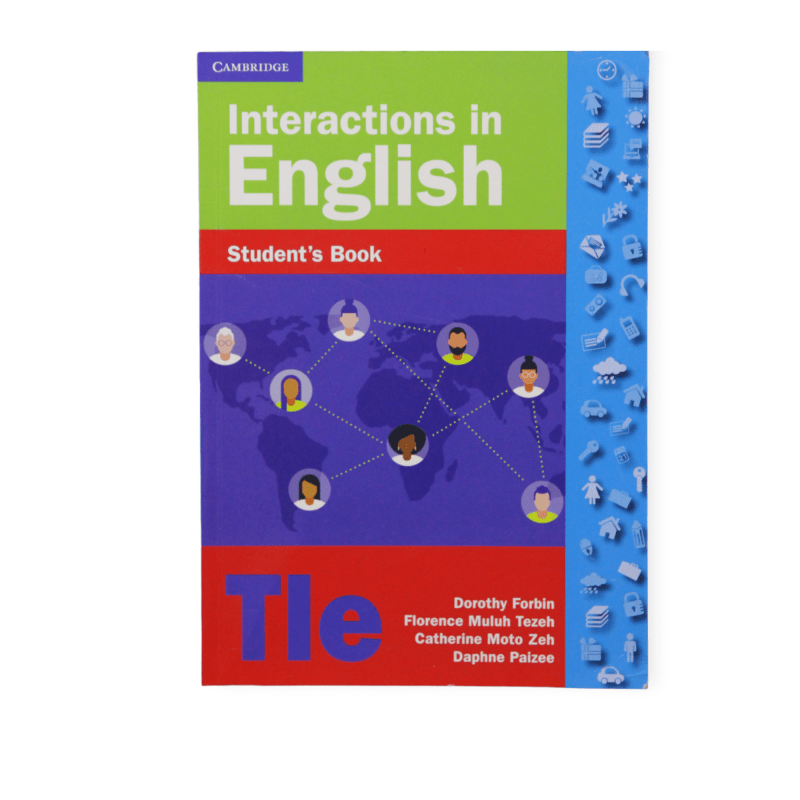 CAMBRIDGE
Interactions in
English
Student's Book
Tle
Dorothy Forbin
Florence Muluh Tezeh
Catherine Moto Zeh
Daphne Paizee